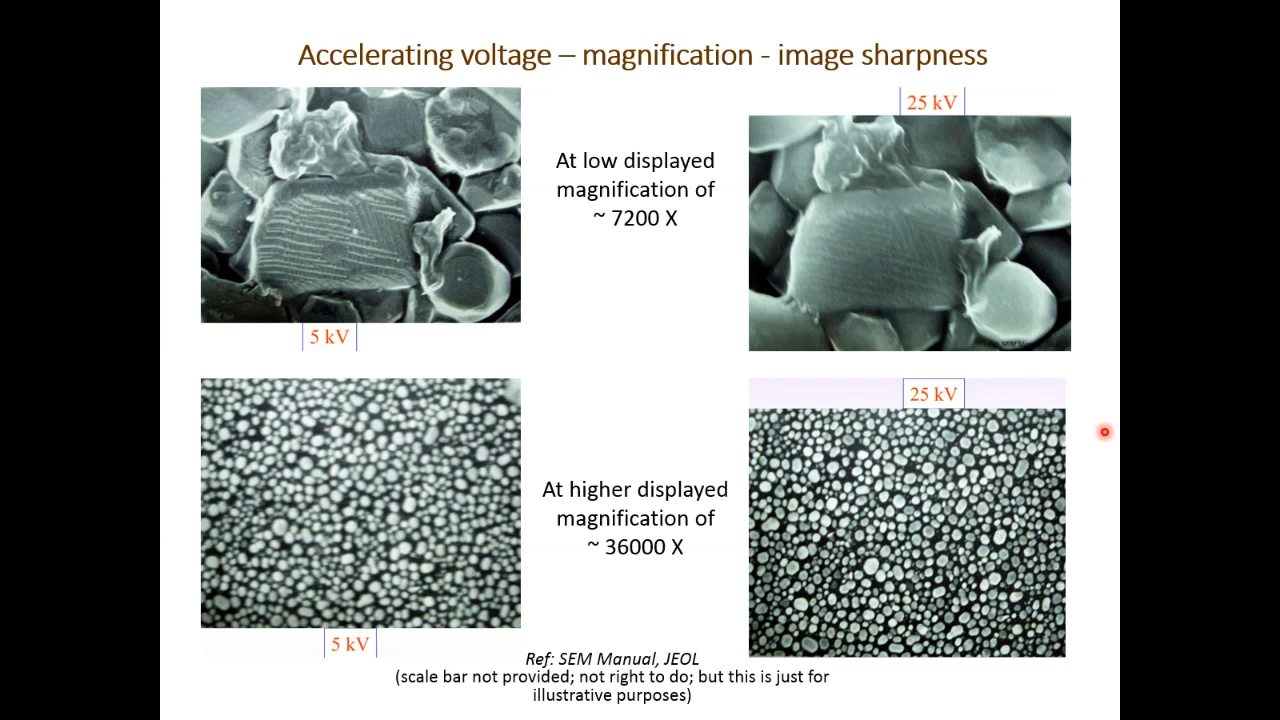 Accelerating voltage – magnification - image sharpness
25 kV
At low displayed
magnification of
~ 7200 X
5 kV
25 kV
At higher displayed
magnification of
~ 36000 X
5 kV
Ref: SEM Manual, JEOL
(scale bar not provided; not right to do; but this is just for
illustrative purposes)